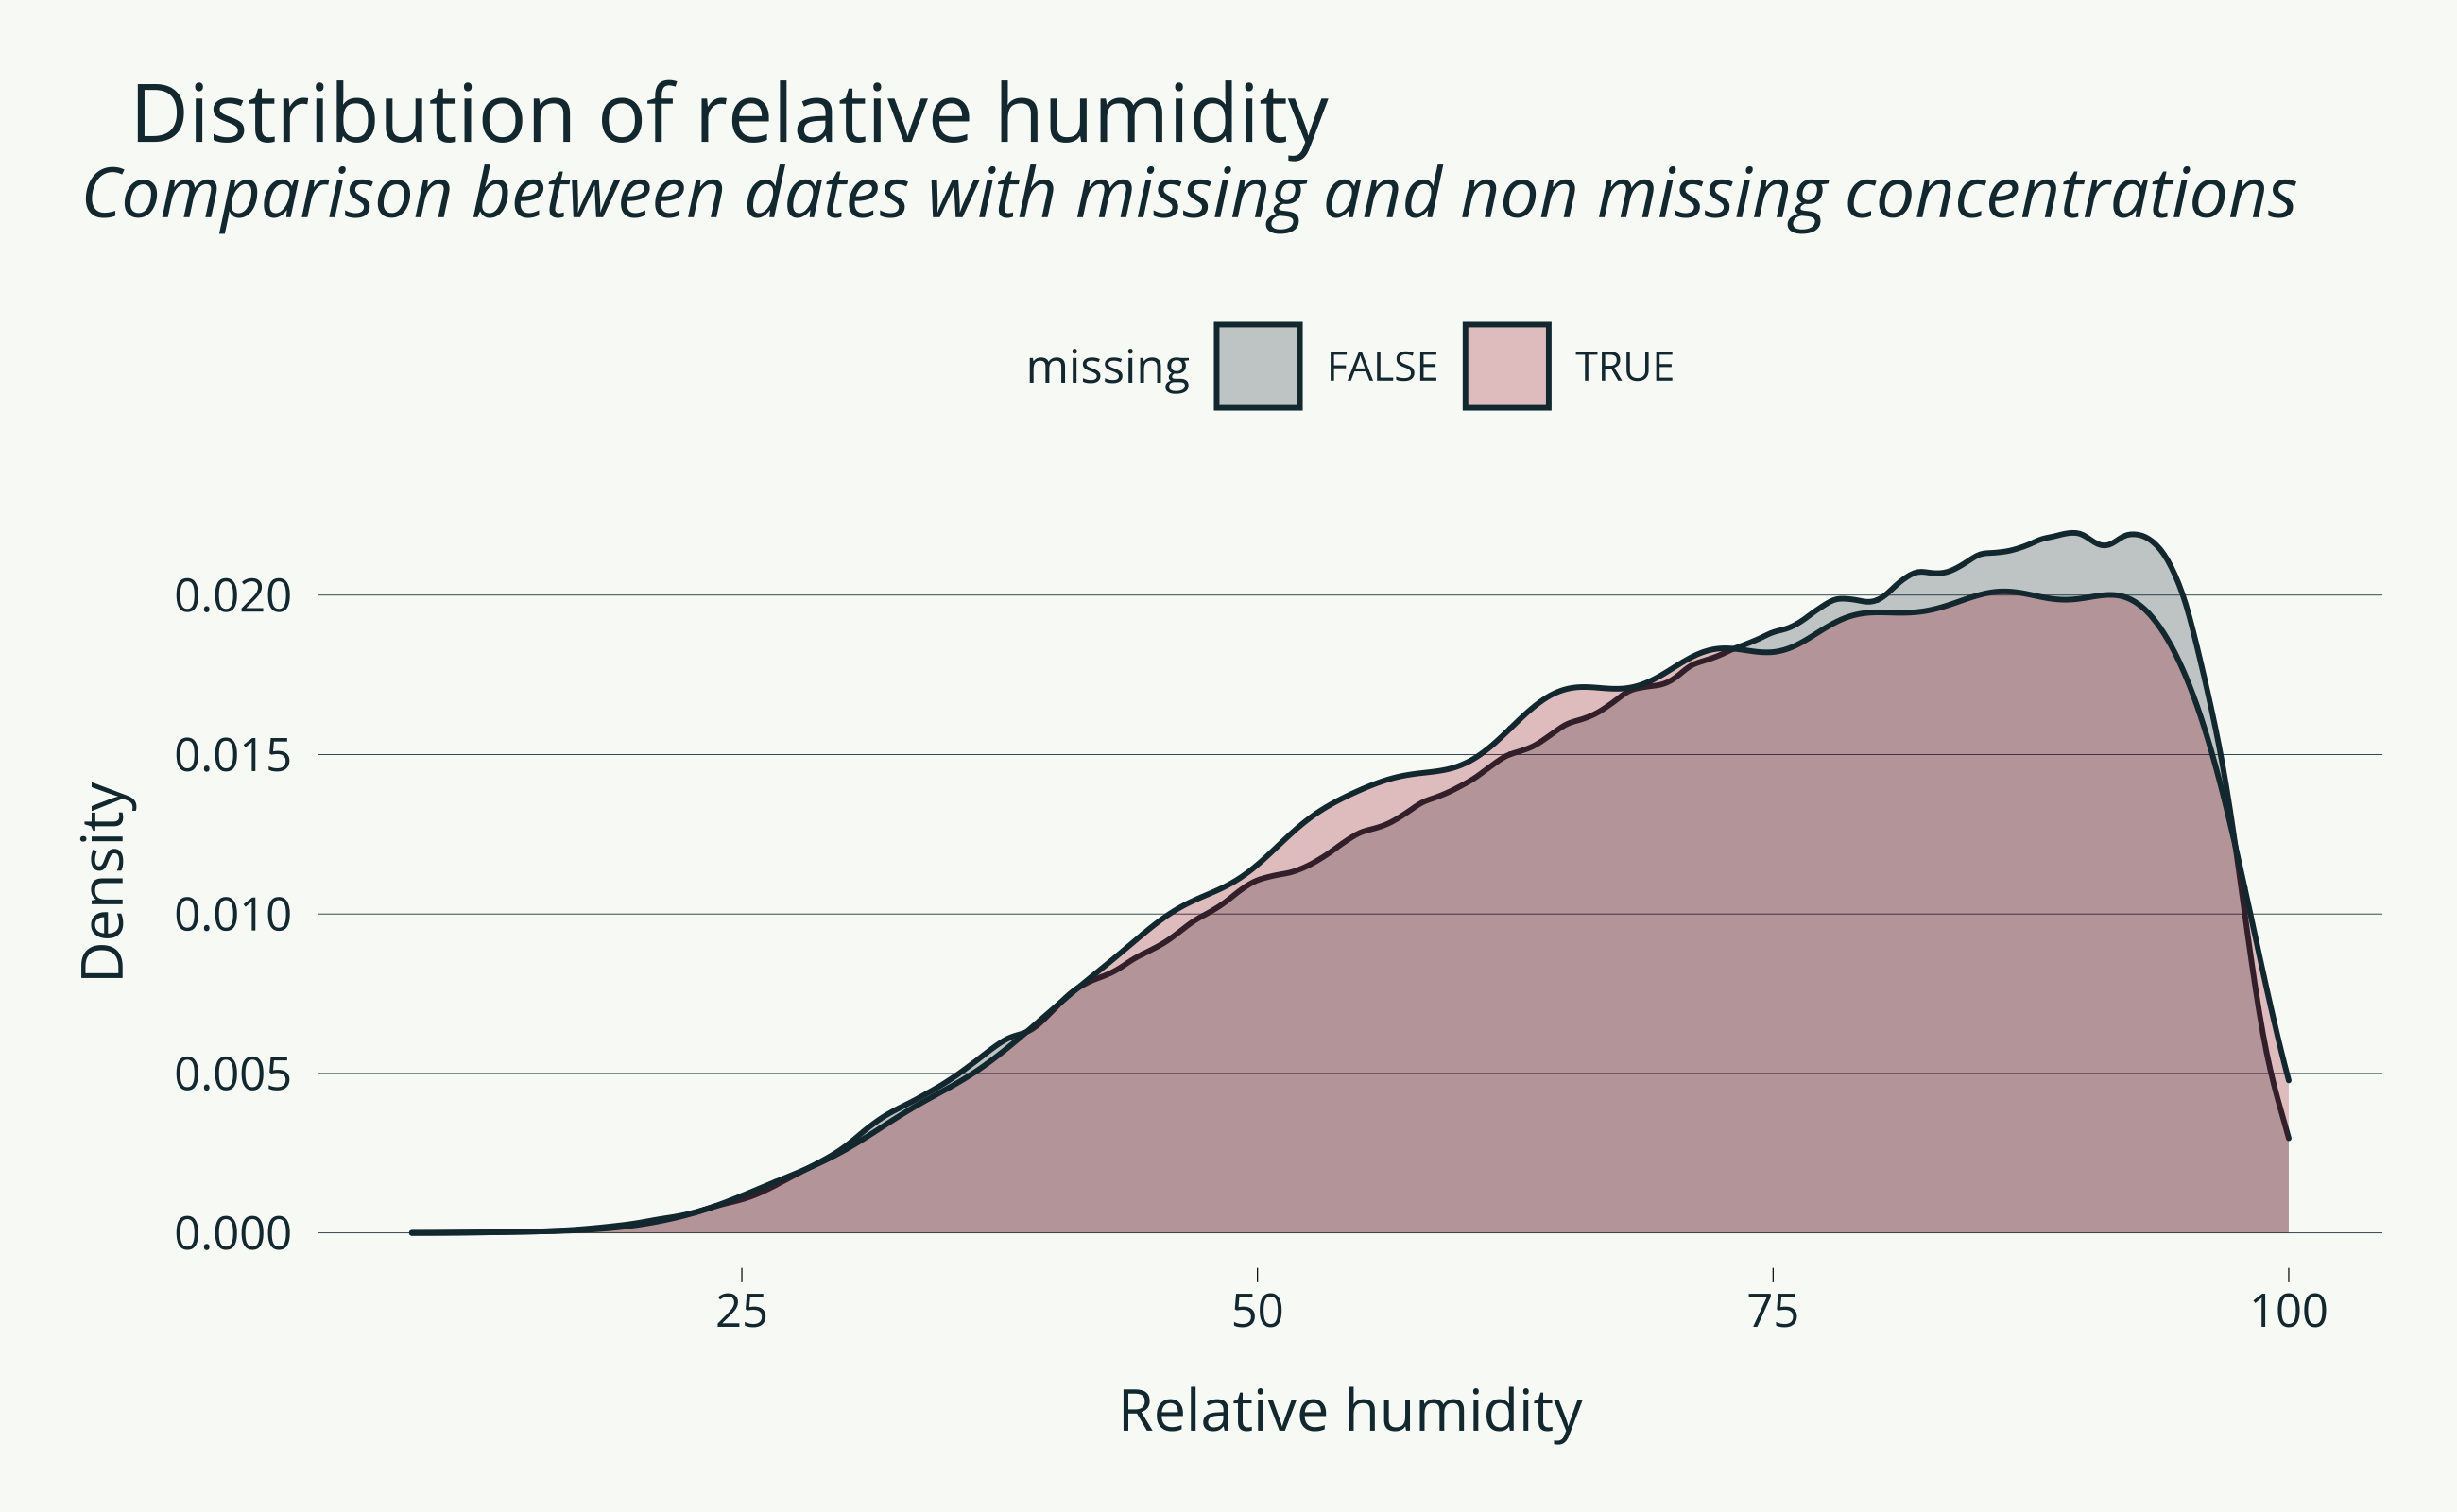 Distribution of relative humidity
Comparison between dates with missing and non missing concentrations
missing FALSE TRUE
0.020
0.015
0.010
0.005
0.000
Density
25 50 75 100
Relative humidity